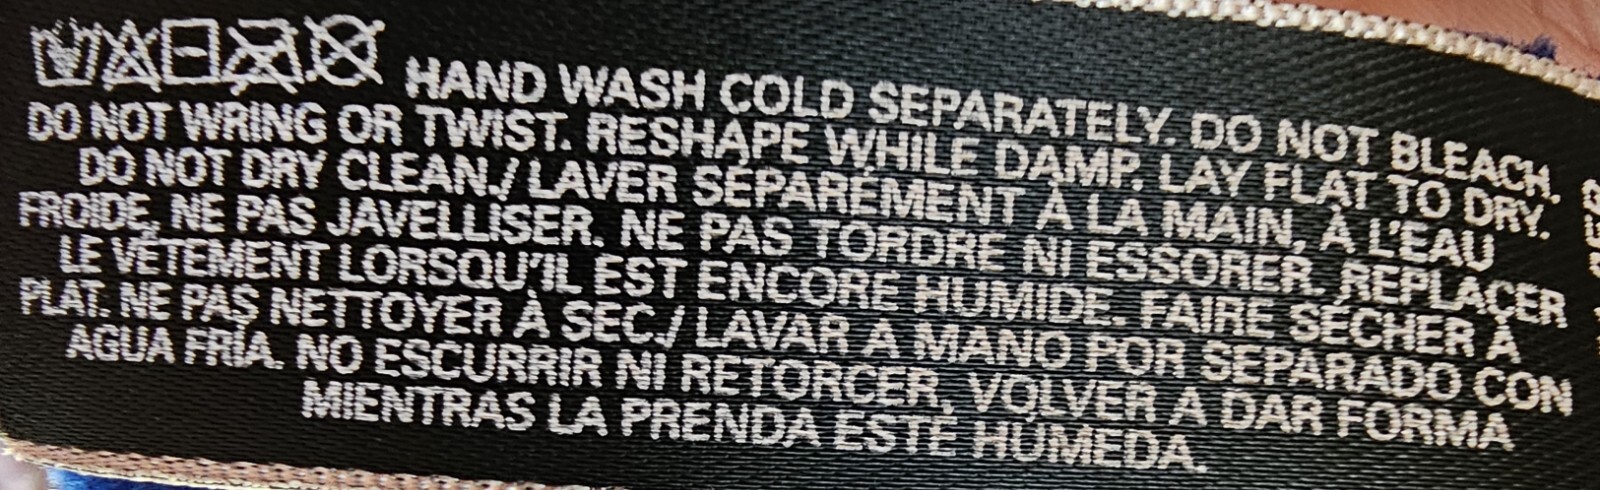 HAND WASH COLD SEPARATELY. DO NOT BLEACH.
DO NOT WRING OR TWIST. RESHAPE WHILE DAMP. LAY FLAT TO DRY.
DO NOT DRY CLEAN./ LAVER SÉPARÉMENT À LA MAIN, À L'EAU
FROIDE, NE PAS JAVELLISER. NE PAS TORDRE NI ESSORER. REPLACER
LE VÊTEMENT LORSQU'IL EST ENCORE HUMIDE. FAIRE SÉCHER À
PLAT. NE PAS NETTOYER À SEC./ LAVAR A MANO POR SEPARADO CON
AGUA FRÍA. NO ESCURRIR NI RETORCER, VOLVER A DAR FORMA
MIENTRAS LA PRENDA ESTÉ HÚMEDA.